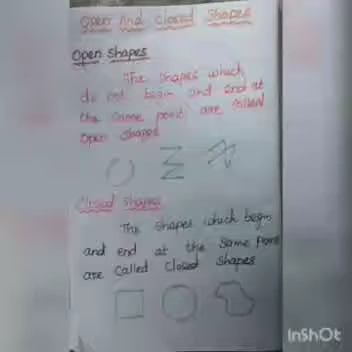 Open And Closed Shapes
Open Shapes
The shapes which
do not begin and end at
the same point are called
Open shapes
Closed Shapes
The shapes which begin
and end at the same point
are called Closed Shapes
InShOt